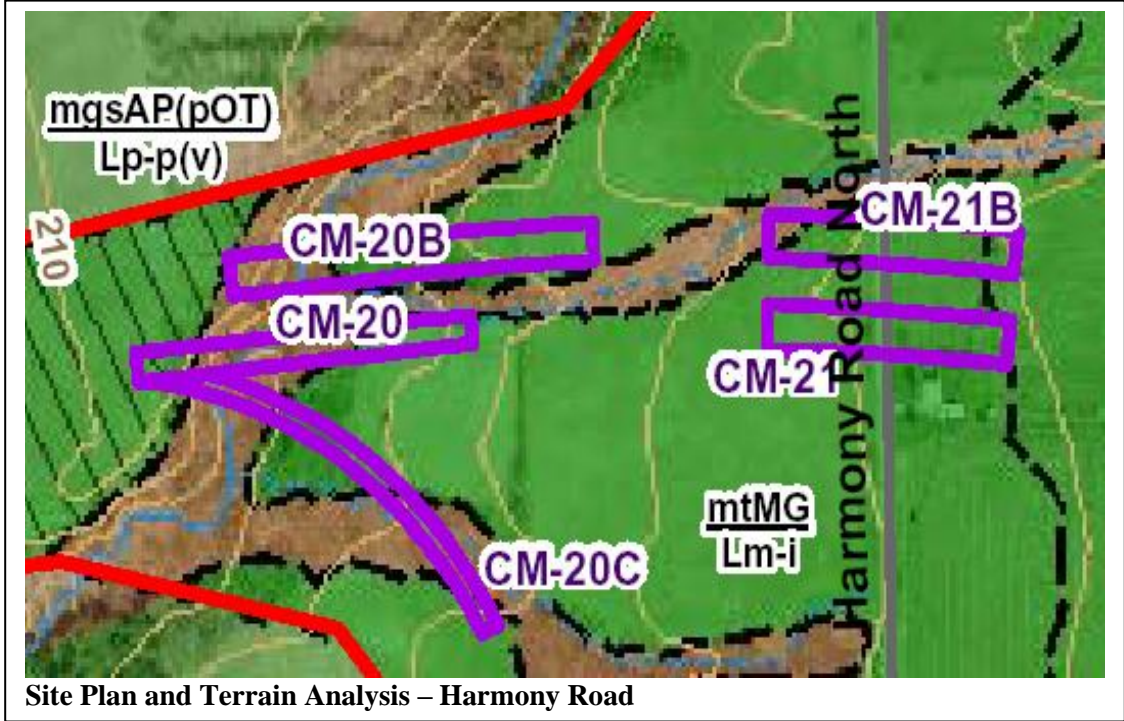 mgsAP(pOT)
Lp-p(v)
210
CM-20B
CM-21B
CM-20
CM-21
Harmony Road North
CM-20C
mtMG
Lm-i
Site Plan and Terrain Analysis – Harmony Road